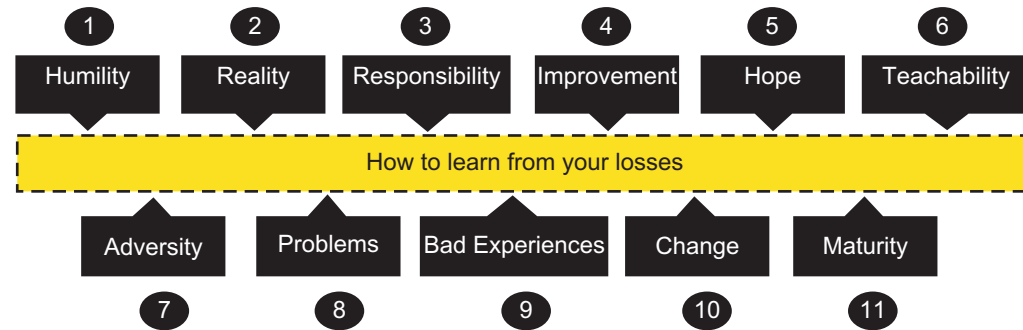 1 2 3 4 5 6
Humility Reality Responsibility Improvement Hope Teachability
How to learn from your losses
Adversity Problems Bad Experiences Change Maturity
7 8 9 10 11